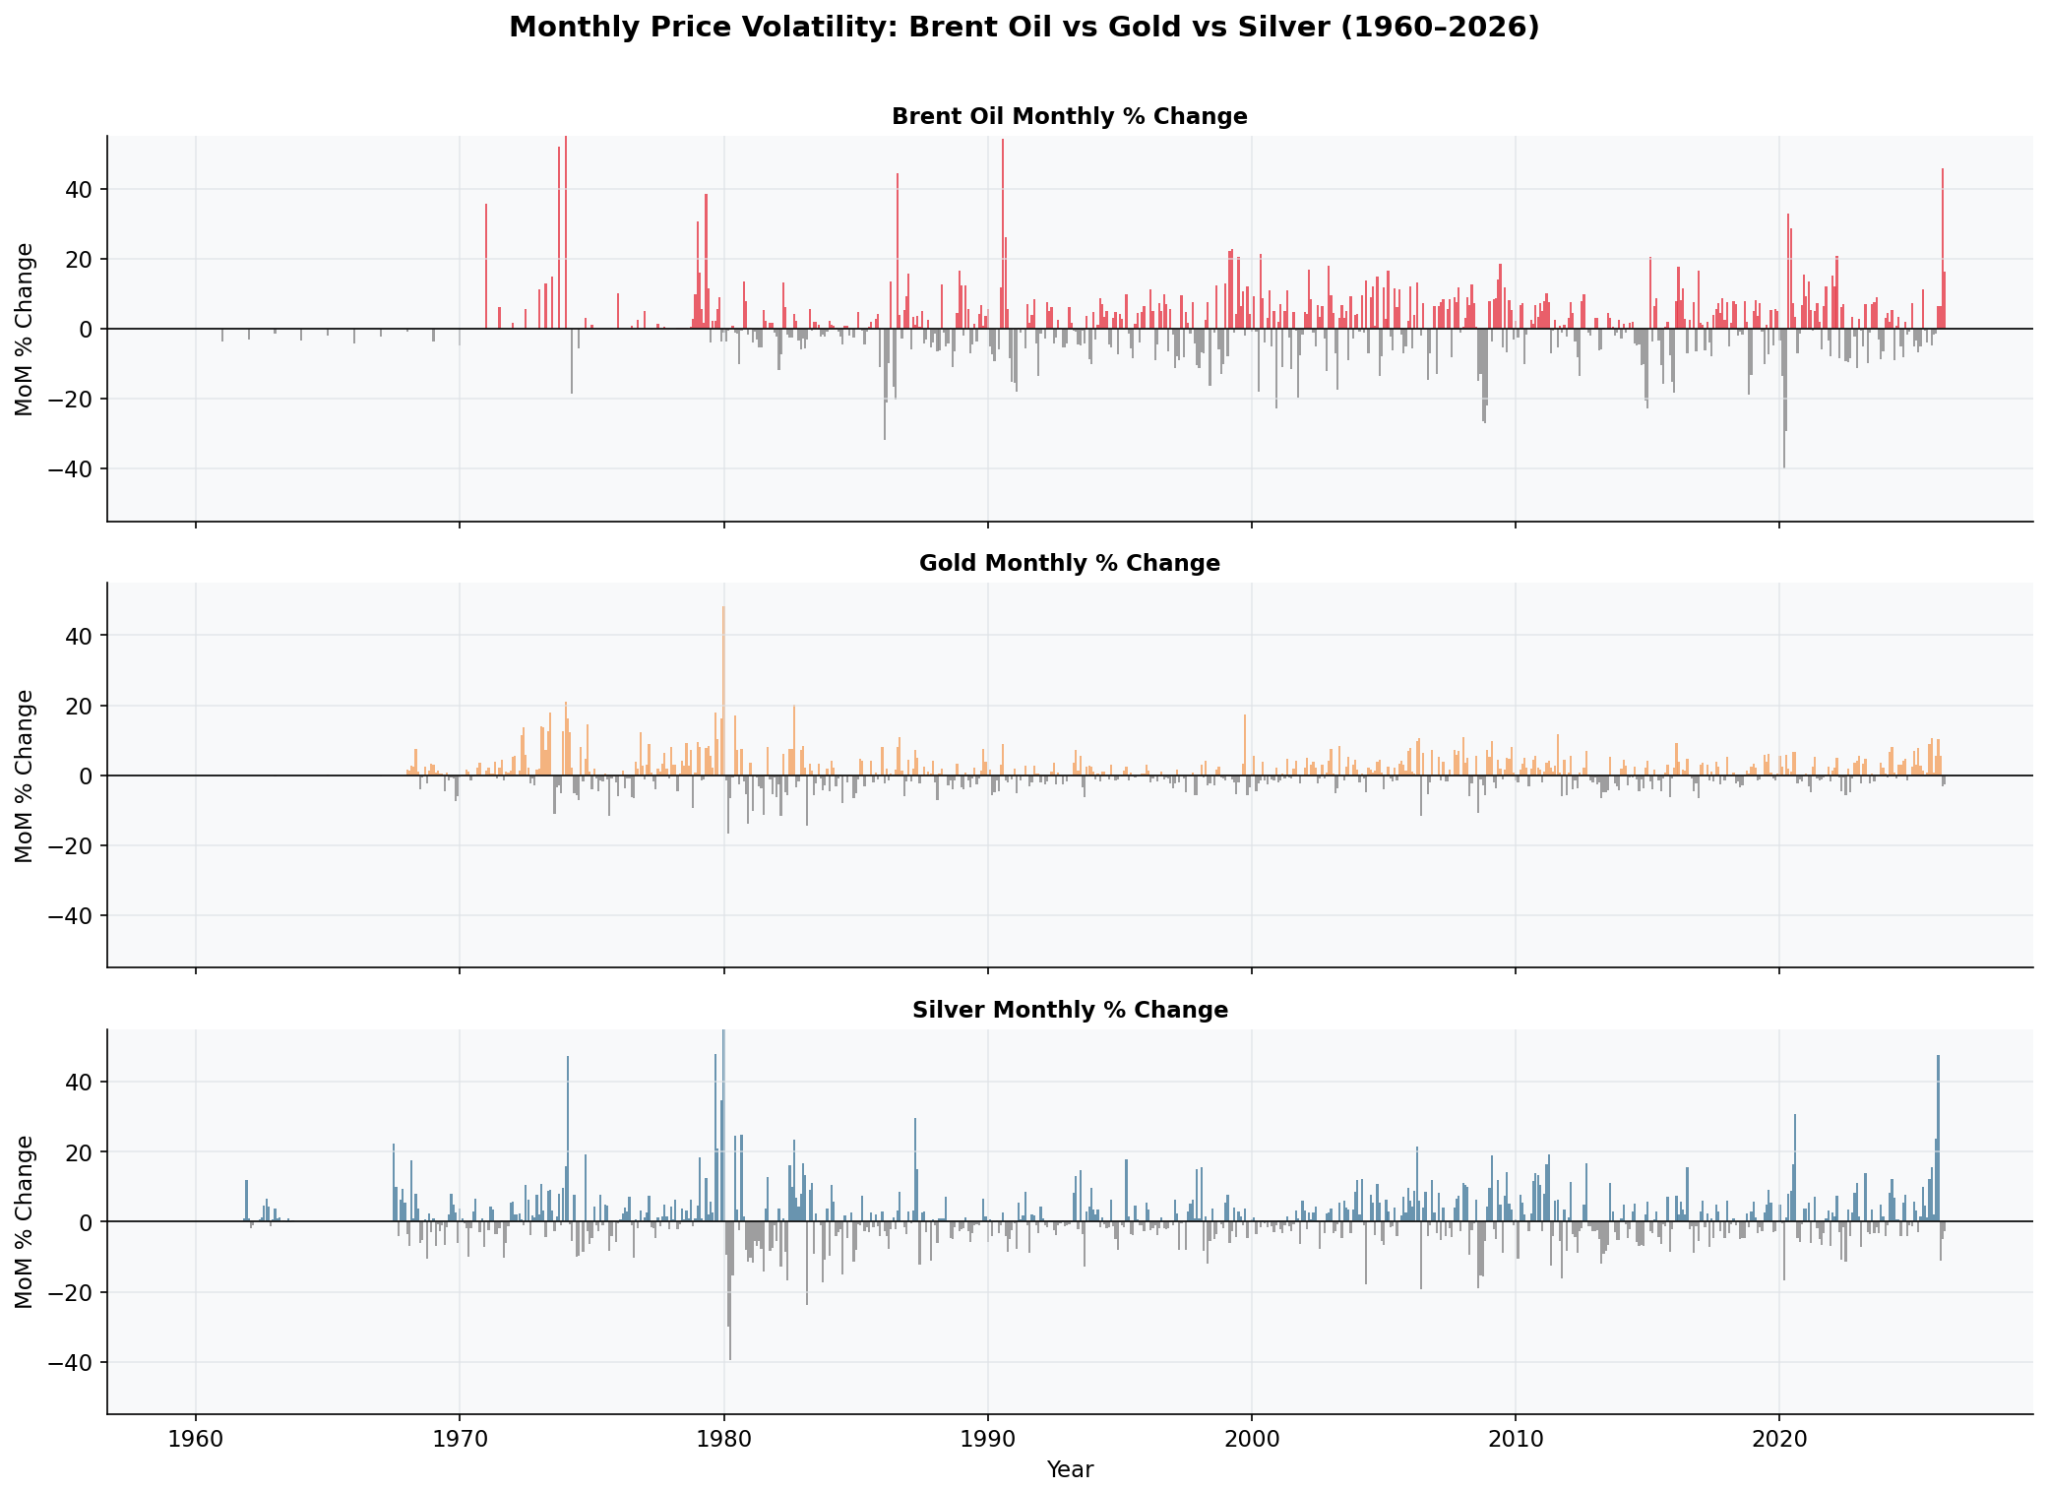 Monthly Price Volatility: Brent Oil vs Gold vs Silver (1960–2026)
Brent Oil Monthly % Change
MoM % Change
40
20
0
−20
−40
Gold Monthly % Change
MoM % Change
40
20
0
−20
−40
Silver Monthly % Change
MoM % Change
40
20
0
−20
−40
1960 1970 1980 1990 2000 2010 2020
Year